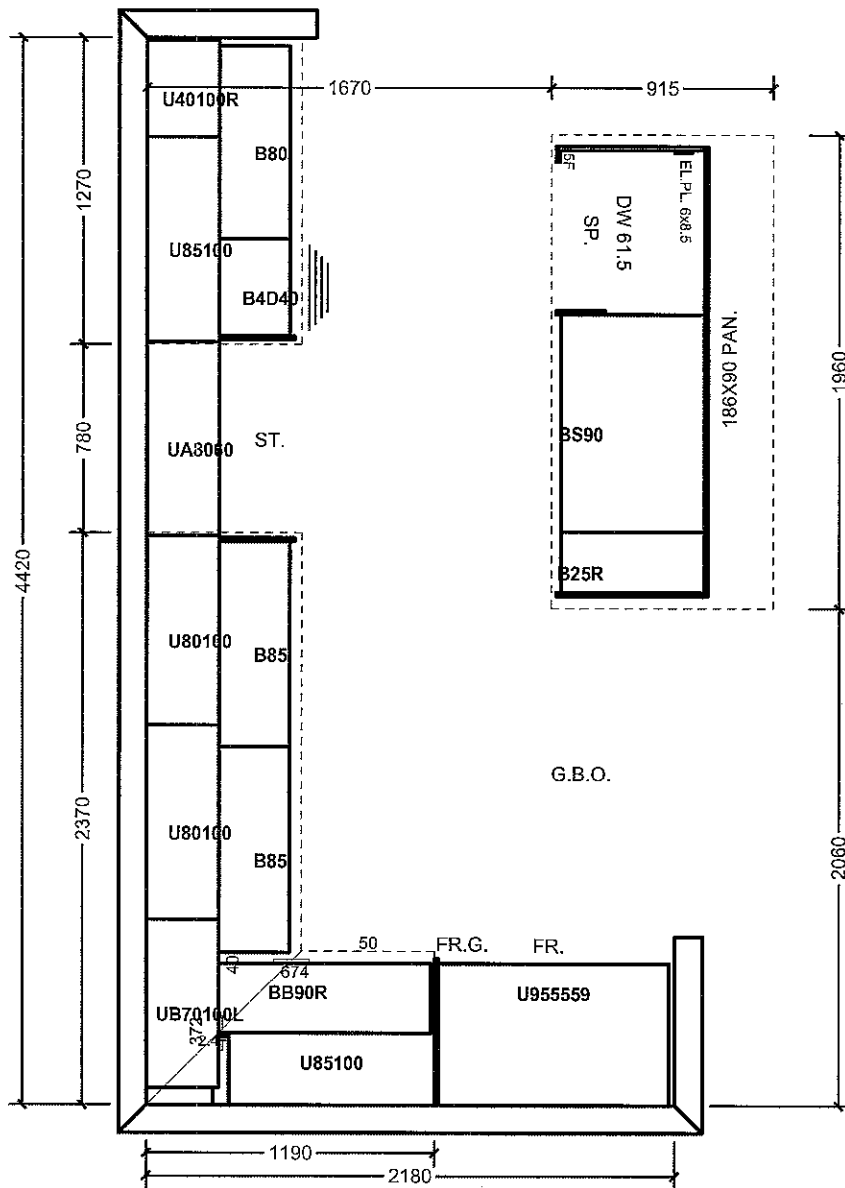 1670
915
U40100R
B80
5F
EL.PL. 6x8.5
DW 61.5
SP.
1270
U85100
B4D40
186X90 PAN.
1960
780
UA8060
ST.
BS90
4420
B25R
U80100
B85
G.B.O.
2370
U80100
B85
2060
50
FR.G.
FR.
40
674
BB90R
U955559
UB70100L
372
2.4
U85100
1190
2180